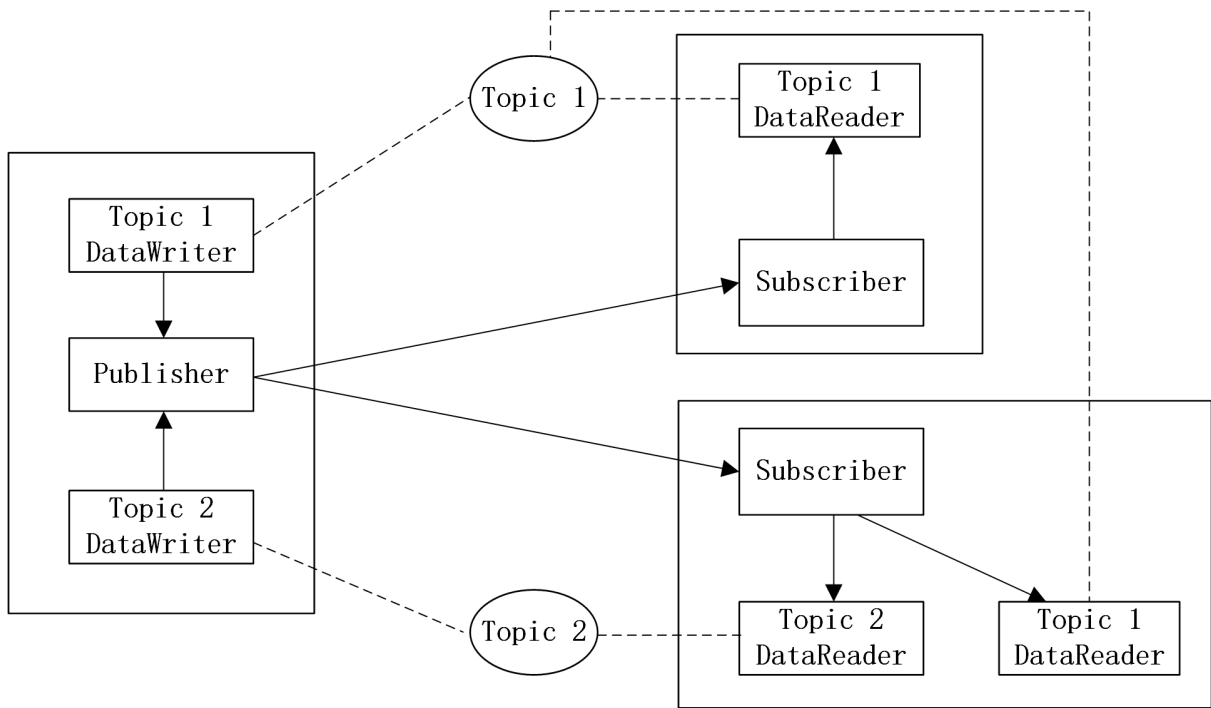 Topic 1
DataWriter
Publisher
Topic 2
DataWriter
Topic 1
Topic 2
Topic 1
DataReader
Subscriber
Subscriber
Topic 2
DataReader
Topic 1
DataReader